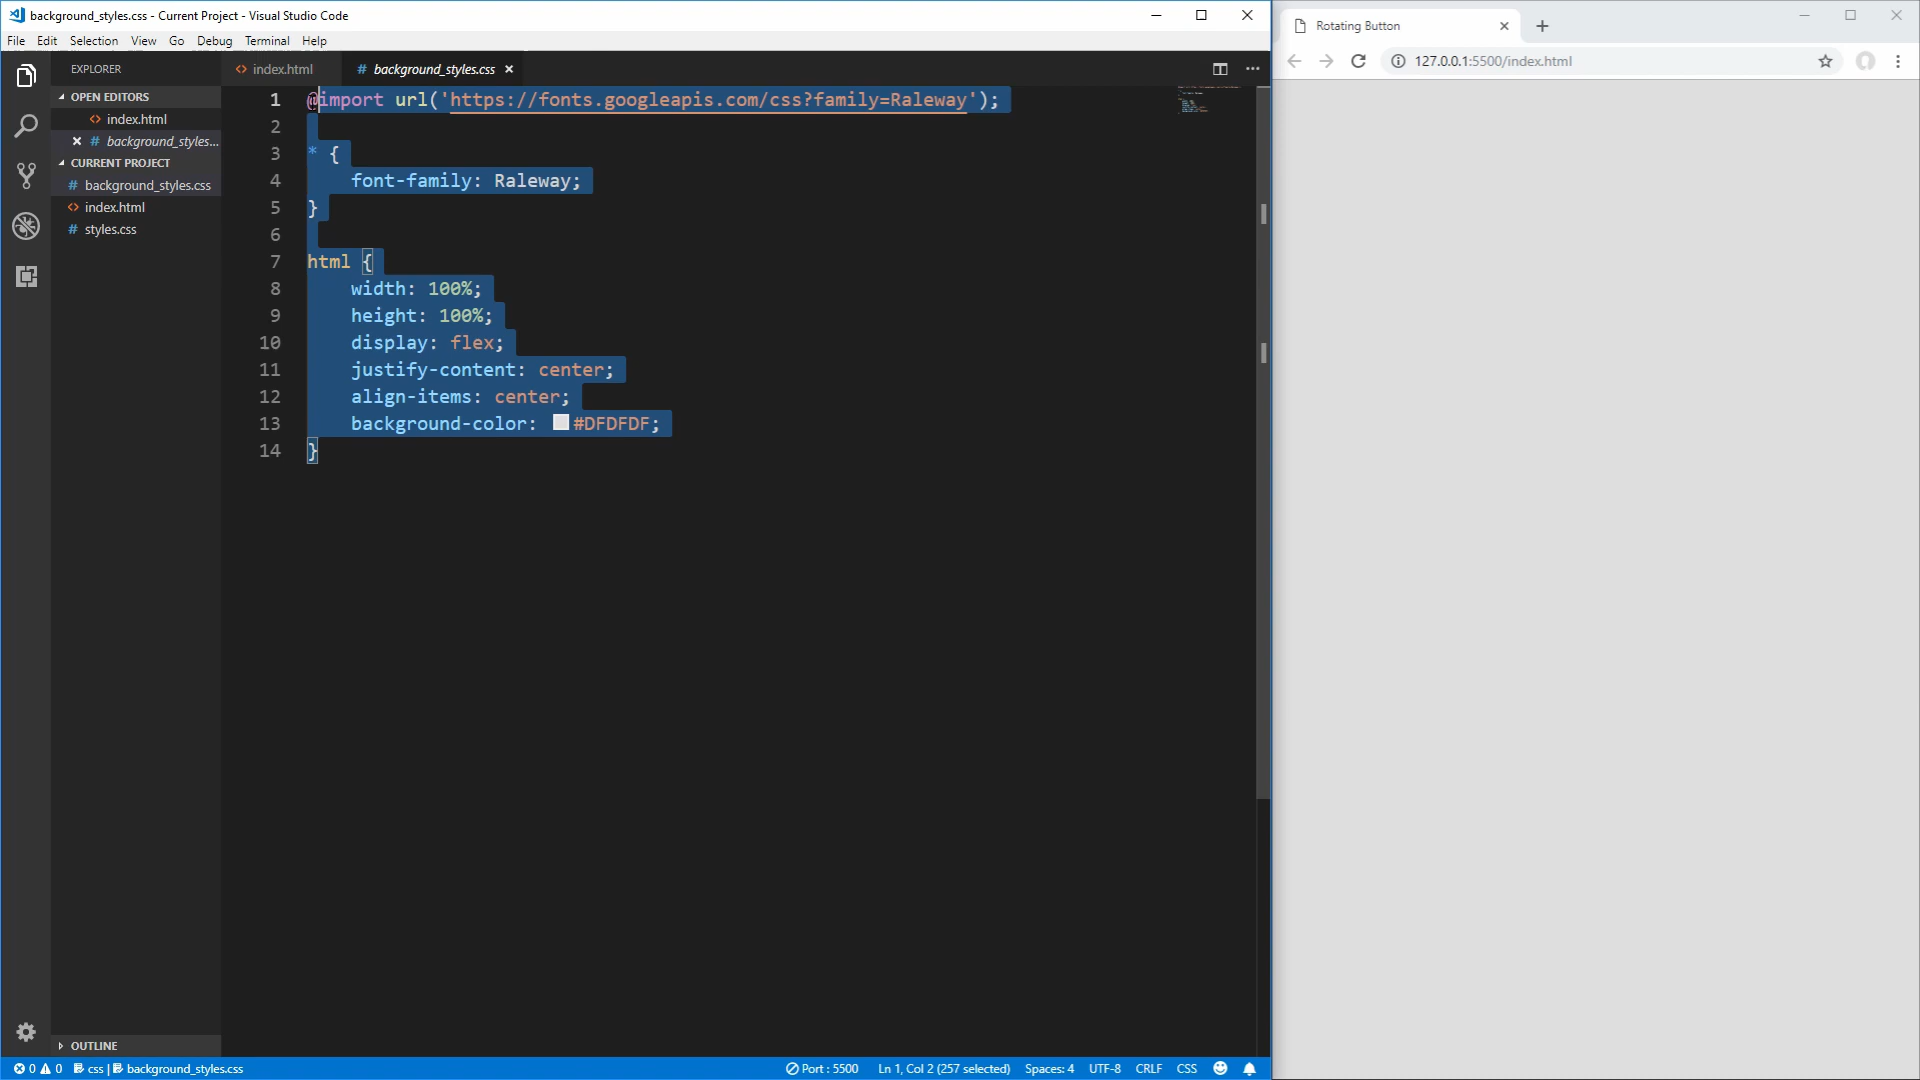 background_styles.css - Current Project - Visual Studio Code
File Edit Selection View Go Debug Terminal Help
EXPLORER
OPEN EDITORS
index.html
background_styles...
CURRENT PROJECT
background_styles.css
index.html
styles.css
OUTLINE
index.html
background_styles.css
1 @import url('https://fonts.googleapis.com/css?family=Raleway');
2
3 * {
4 font-family: Raleway;
5 }
6
7 html {
8 width: 100%;
9 height: 100%;
10 display: flex;
11 justify-content: center;
12 align-items: center;
13 background-color: #DFDFDF;
14 }
0 0 css | background_styles.css
Port : 5500 Ln 1, Col 2 (257 selected) Spaces: 4 UTF-8 CRLF CSS
Rotating Button
127.0.0.1:5500/index.html